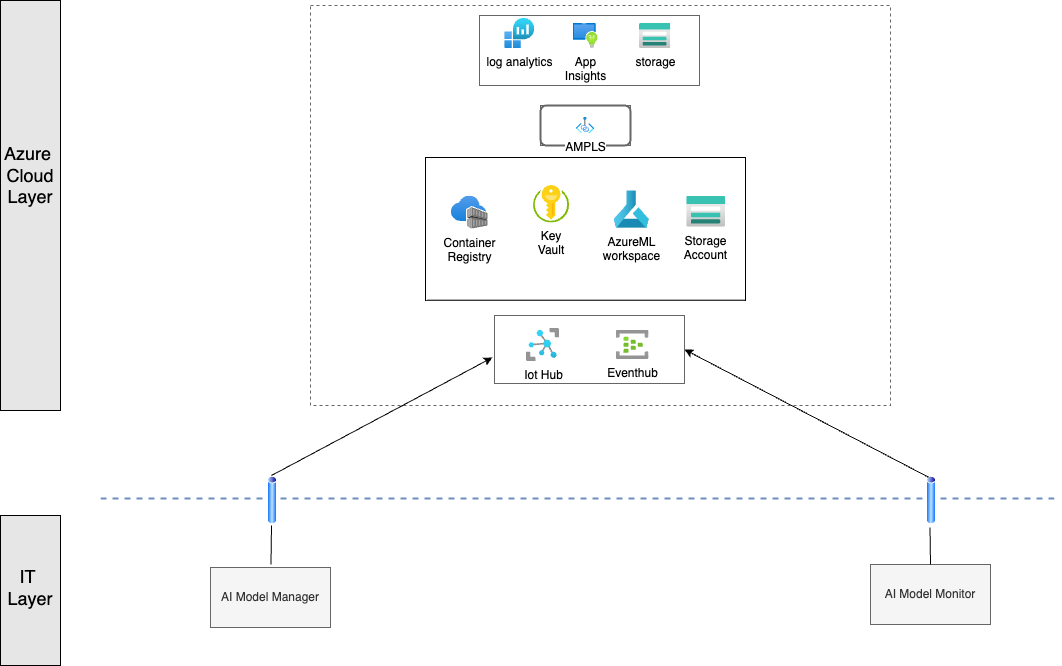 log analytics
App
Insights
storage
AMPLS
Azure
Cloud
Layer
Container
Registry
Key
Vault
AzureML
workspace
Storage
Account
Iot Hub
Eventhub
IT
Layer
AI Model Manager
AI Model Monitor